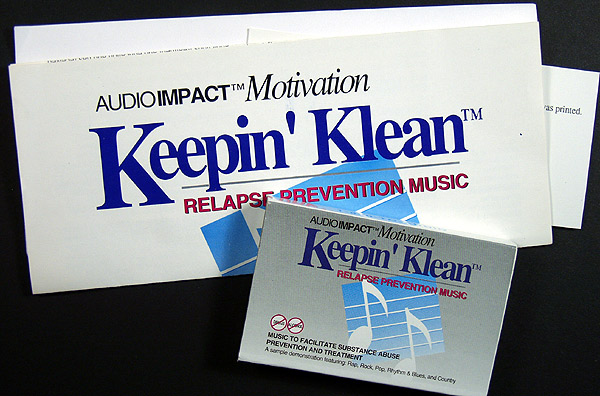 was printed.
AUDIOIMPACT™ Motivation
Keepin' Klean™
RELAPSE PREVENTION MUSIC
AUDIOIMPACT™ Motivation
Keepin' Klean™
RELAPSE PREVENTION MUSIC
MUSIC TO FACILITATE SUBSTANCE ABUSE
PREVENTION AND TREATMENT
A sample demonstration featuring: Rap, Rock, Pop, Rhythm & Blues, and Country